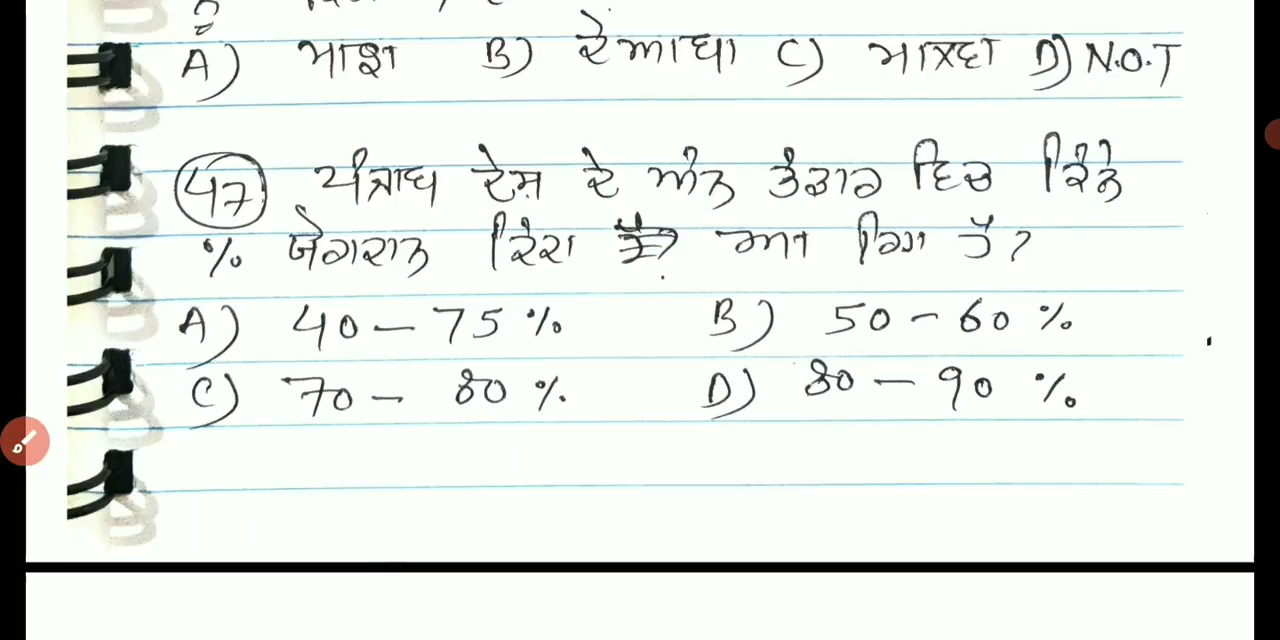 ਹੈ
A) ਮਾਝਾ B) ਦੋਆਬਾ C) ਮਾਲਵਾ D) N.O.T
47 ਪੰਜਾਬ ਦੇਸ਼ ਦੇ ਅੰਨ ਭੰਡਾਰ ਵਿਚ ਕਿੰਨੇ
% ਯੋਗਦਾਨ ਦਿੰਦਾ ਆ ਰਿਹਾ ਹੈ?
A) 40 - 75 % B) 50 - 60 %
C) 70 - 80 % D) 80 - 90 %